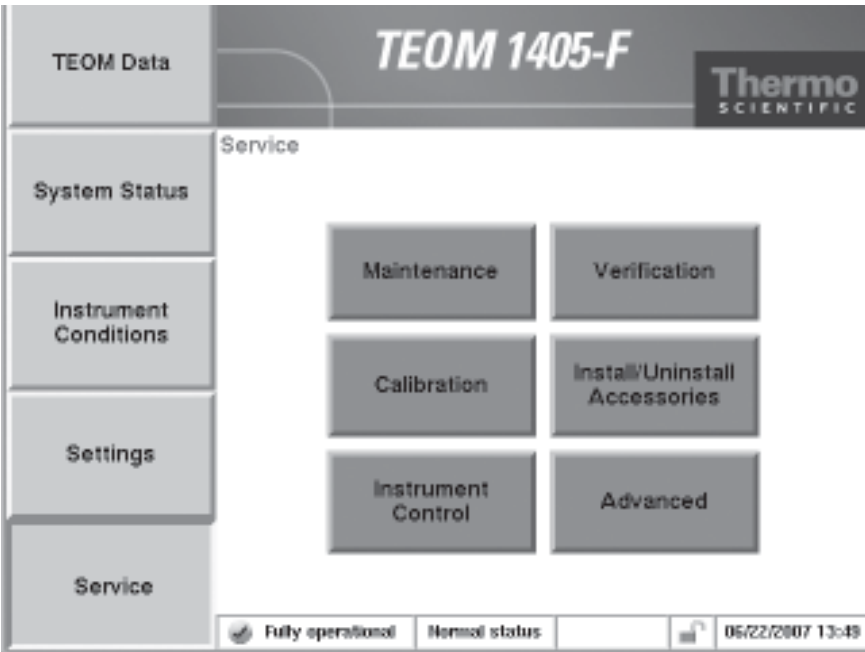 TEOM Data
TEOM 1405-F
Thermo
SCIENTIFIC
System Status
Instrument
Conditions
Settings
Service
Service
Maintenance
Verification
Calibration
Install/Uninstall
Accessories
Instrument
Control
Advanced
Fully operational
Normal status
06/22/2007 13:49